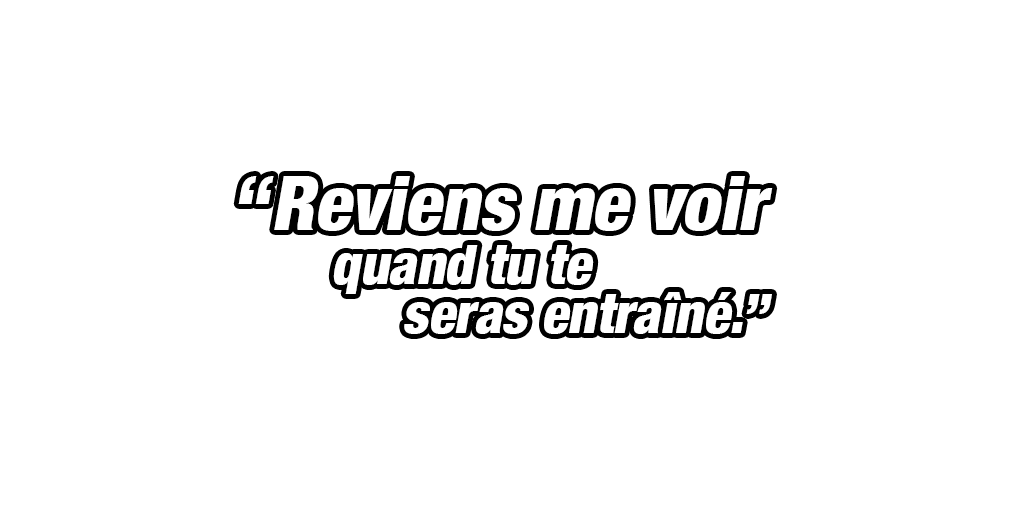 “Reviens me voir
quand tu te
seras entraîné.”